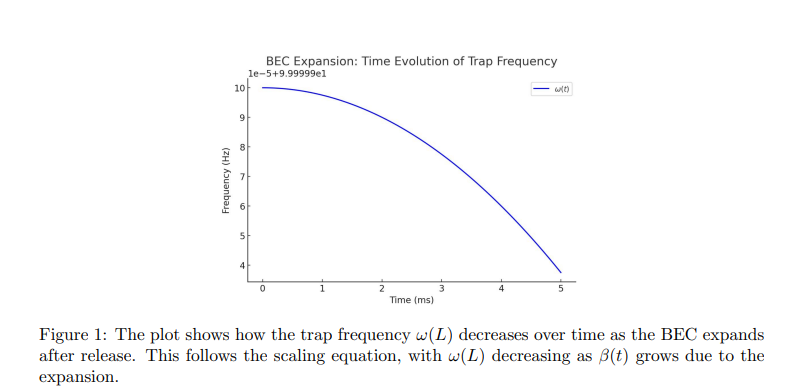 BEC Expansion: Time Evolution of Trap Frequency
1e−5+9.99999e1
ω(t)
10
9
8
7
6
5
4
Frequency (Hz)
0 1 2 3 4 5
Time (ms)
Figure 1: The plot shows how the trap frequency ω(L) decreases over time as the BEC expands
after release. This follows the scaling equation, with ω(L) decreasing as β(t) grows due to the
expansion.